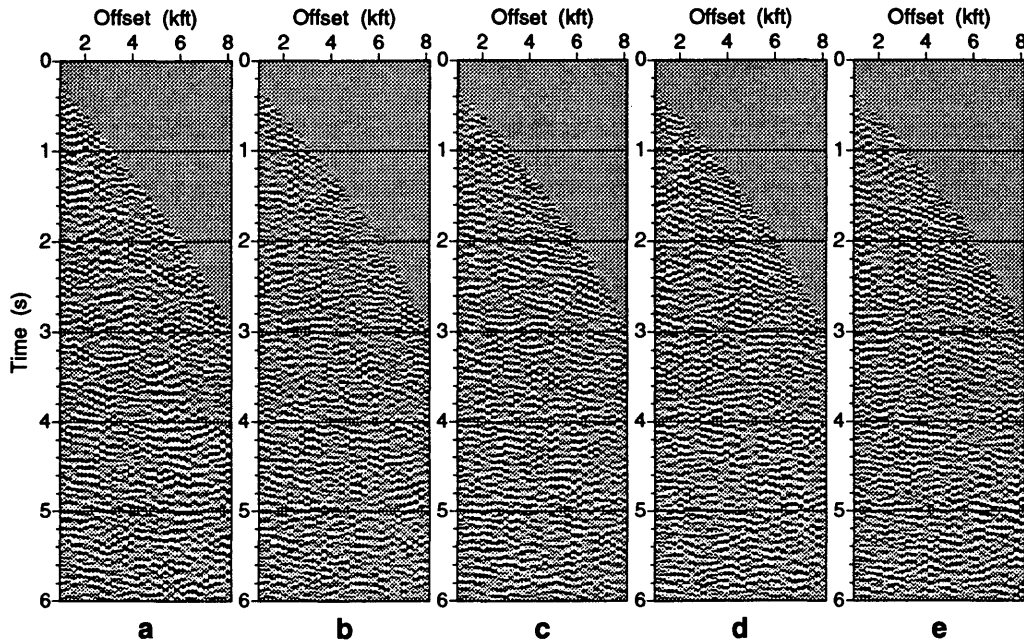 Offset (kft) Offset (kft) Offset (kft) Offset (kft) Offset (kft)
2 4 6 8 2 4 6 8 2 4 6 8 2 4 6 8 2 4 6 8
0 0 0 0 0
1 1 1 1 1
2 2 2 2 2
Time (s)
3 3 3 3 3
4 4 4 4 4
5 5 5 5 5
6 6 6 6 6
a b c d e